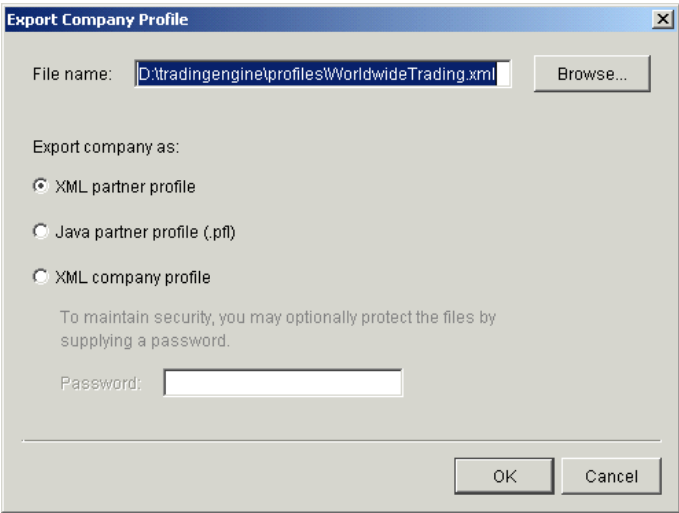 Export Company Profile
File name: D:\tradingengine\profiles\WorldwideTrading.xml Browse...
Export company as:
XML partner profile
Java partner profile (.pfl)
XML company profile
To maintain security, you may optionally protect the files by
supplying a password.
Password:
OK Cancel